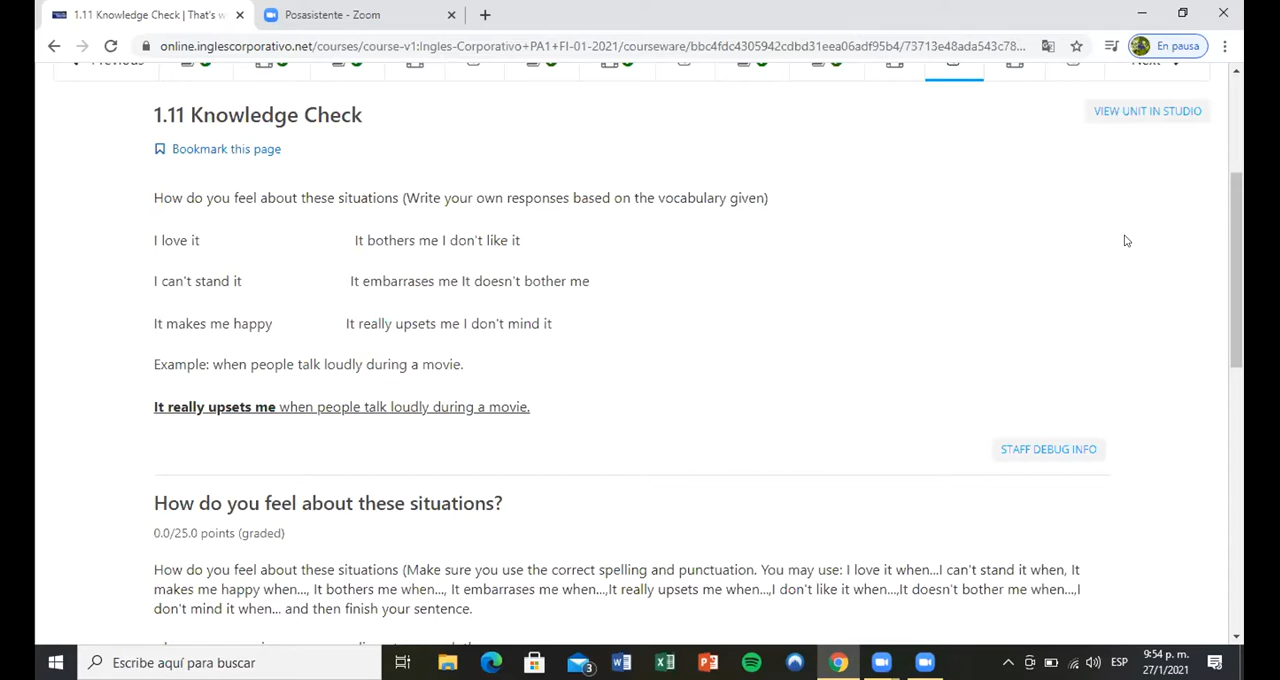 1.11 Knowledge Check | That's w
Posasistente - Zoom
online.inglescorporativo.net/courses/course-v1:Ingles-Corporativo+PA1+FI-01-2021/courseware/bbc4fdc4305942cdbd31eea06adf95b4/73713e48ada543c78...
En pausa
1.11 Knowledge Check
VIEW UNIT IN STUDIO
Bookmark this page
How do you feel about these situations (Write your own responses based on the vocabulary given)
I love it It bothers me I don't like it
I can't stand it It embarrases me It doesn't bother me
It makes me happy It really upsets me I don't mind it
Example: when people talk loudly during a movie.
It really upsets me when people talk loudly during a movie.
STAFF DEBUG INFO
How do you feel about these situations?
0.0/25.0 points (graded)
How do you feel about these situations (Make sure you use the correct spelling and punctuation. You may use: I love it when...I can't stand it when, It
makes me happy when..., It bothers me when..., It embarrases me when...,It really upsets me when...,I don't like it when...,It doesn't bother me when...,I
don't mind it when... and then finish your sentence.
Escribe aquí para buscar
3
ESP
9:54 p. m.
27/1/2021